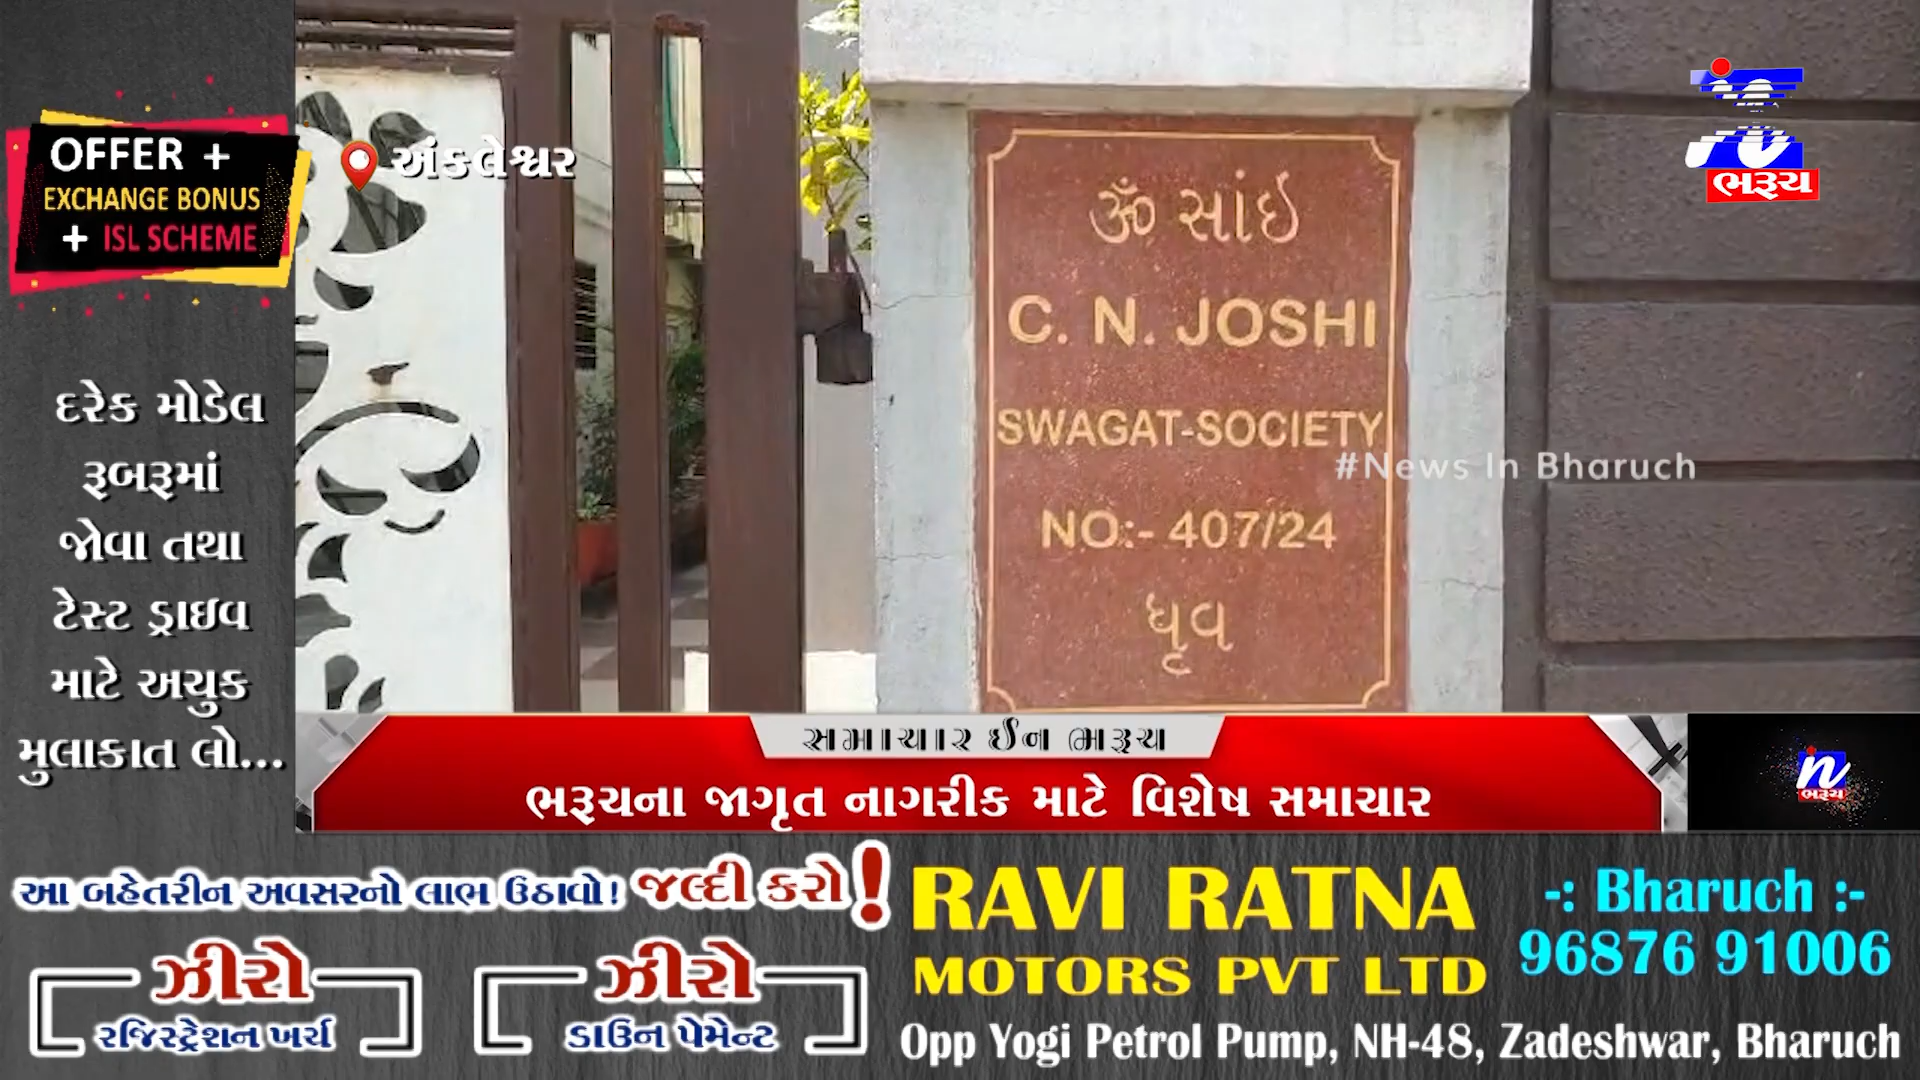 OFFER +
EXCHANGE BONUS
+ ISL SCHEME
અંકલેશ્વર
ભરૂચ
ૐ સાંઇ
C. N. JOSHI
SWAGAT-SOCIETY
NO:- 407/24
ધૃવ
#News In Bharuch
દરેક મોડેલ
રૂબરૂમાં
જોવા તથા
ટેસ્ટ ડ્રાઇવ
માટે અચુક
મુલાકાત લો...
સમાચાર ઈન ભરૂચ
ભરૂચના જાગૃત નાગરીક માટે વિશેષ સમાચાર
in
ભરૂચ
આ બહેતરીન અવસરનો લાભ ઉઠાવો! જલ્દી કરો!
ઝીરો
રજિસ્ટ્રેશન ખર્ચ
ઝીરો
ડાઉન પેમેન્ટ
RAVI RATNA
MOTORS PVT LTD
-: Bharuch :-
96876 91006
Opp Yogi Petrol Pump, NH-48, Zadeshwar, Bharuch